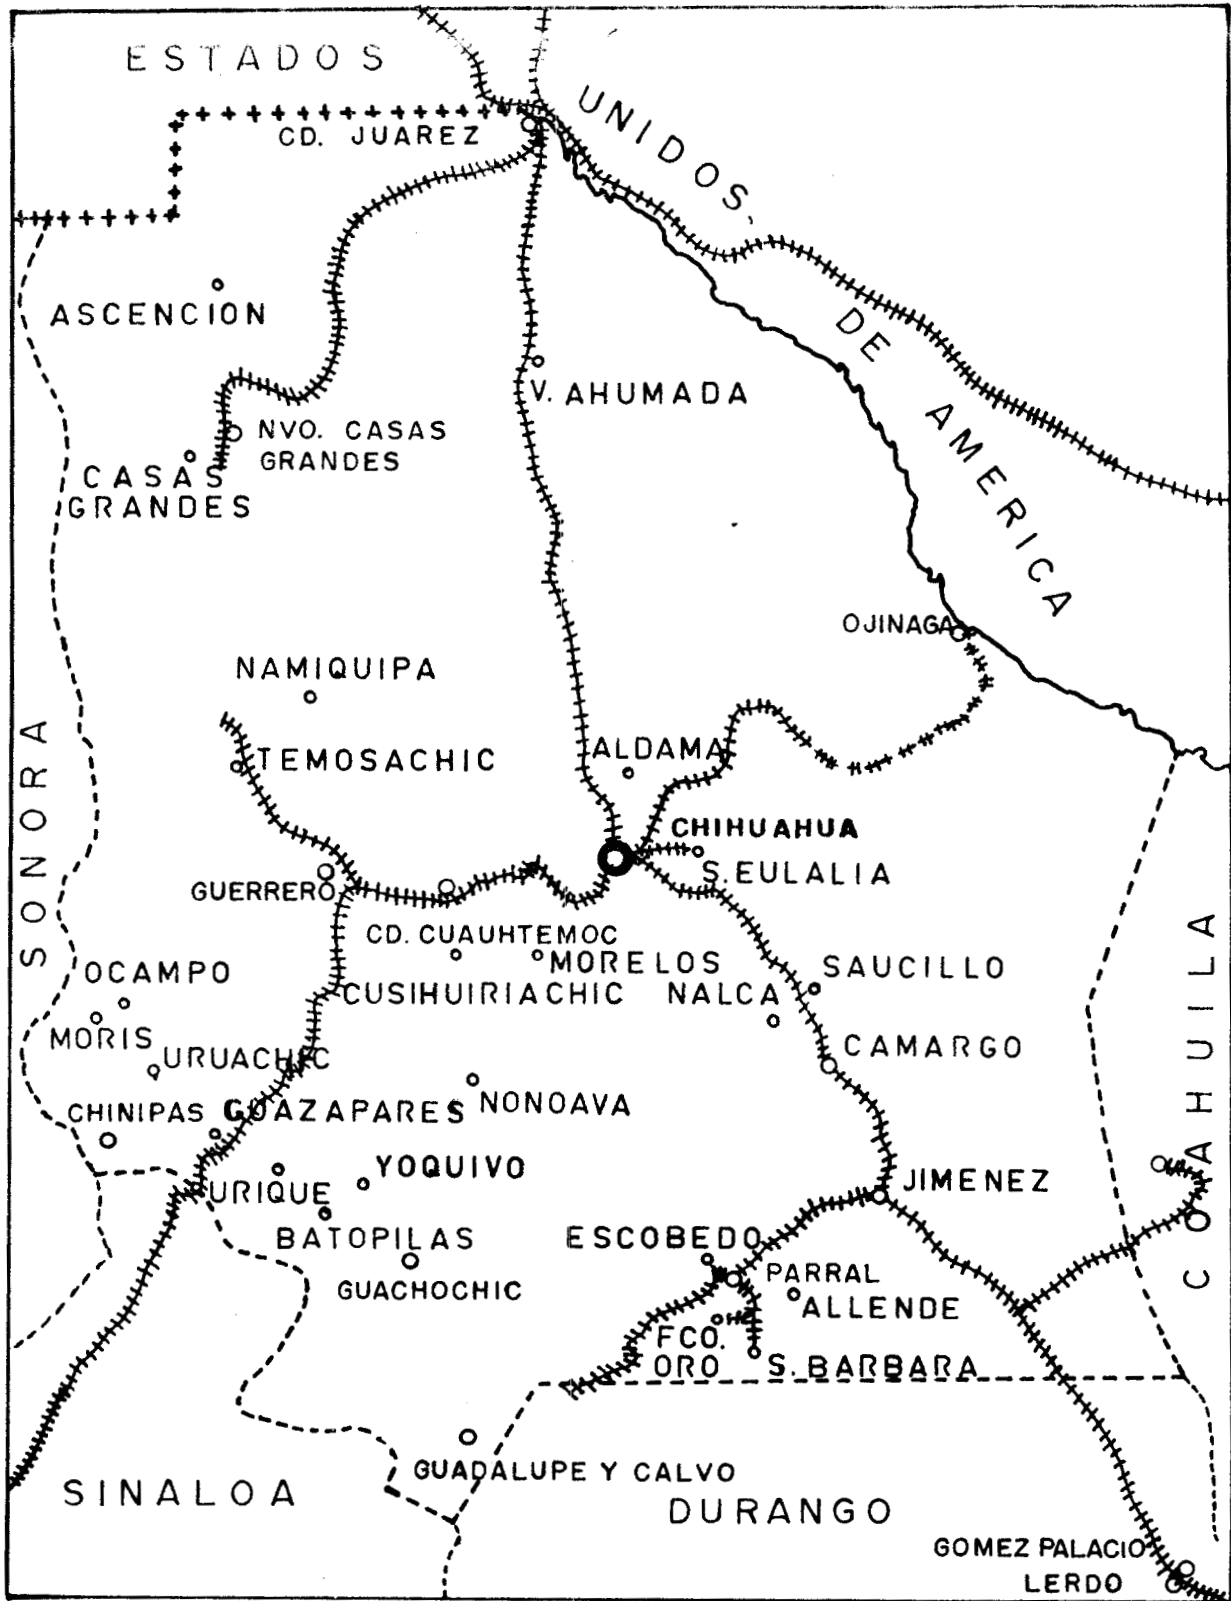 ESTADOS
UNIDOS
DE
AMERICA
CD. JUAREZ
ASCENCION
V. AHUMADA
NVO. CASAS
GRANDES
CASAS
GRANDES
OJINAGA
NAMIQUIPA
TEMOSACHIC
ALDAMA
CHIHUAHUA
S. EULALIA
GUERRERO
SONORA
CD. CUAUHTEMOC
MORELOS
OCAMPO
CUSIHUIRIACHIC
NALCA
SAUCILLO
MORIS
URUACHIC
CAMARGO
COAHUILA
CHINIPAS
GUAZAPARES
NONOAVA
YOQUIVO
URIQUE
JIMENEZ
BATOPILAS
ESCOBEDO
GUACHOCHIC
PARRAL
ALLENDE
FCO.
ORO
S. BARBARA
GUADALUPE Y CALVO
SINALOA
DURANGO
GOMEZ PALACIO
LERDO